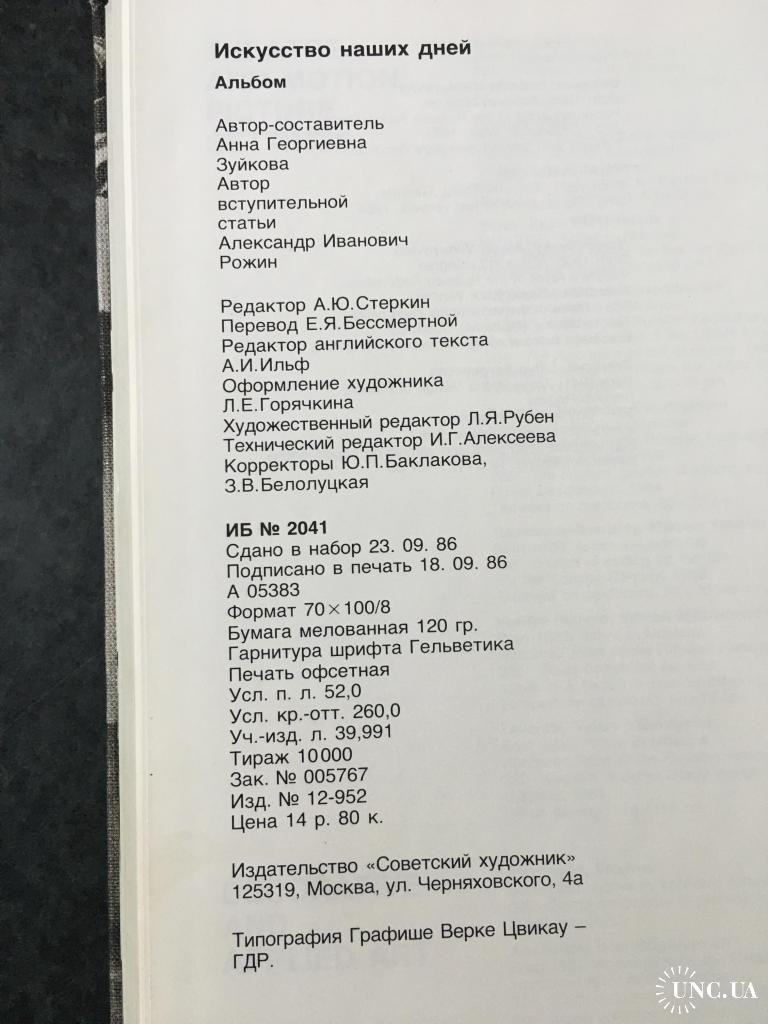 Искусство наших дней
Альбом
Автор-составитель
Анна Георгиевна
Зуйкова
Автор
вступительной
статьи
Александр Иванович
Рожин
Редактор А.Ю.Стеркин
Перевод Е.Я.Бессмертной
Редактор английского текста
А.И.Ильф
Оформление художника
Л.Е.Горячкина
Художественный редактор Л.Я.Рубен
Технический редактор И.Г.Алексеева
Корректоры Ю.П.Баклакова,
З.В.Белолуцкая
ИБ № 2041
Сдано в набор 23. 09. 86
Подписано в печать 18. 09. 86
А 05383
Формат 70×100/8
Бумага мелованная 120 гр.
Гарнитура шрифта Гельветика
Печать офсетная
Усл. п. л. 52,0
Усл. кр.-отт. 260,0
Уч.-изд. л. 39,991
Тираж 10000
Зак. № 005767
Изд. № 12-952
Цена 14 р. 80 к.
Издательство «Советский художник»
125319, Москва, ул. Черняховского, 4а
Типография Графише Верке Цвикау –
ГДР.
UNC.UA